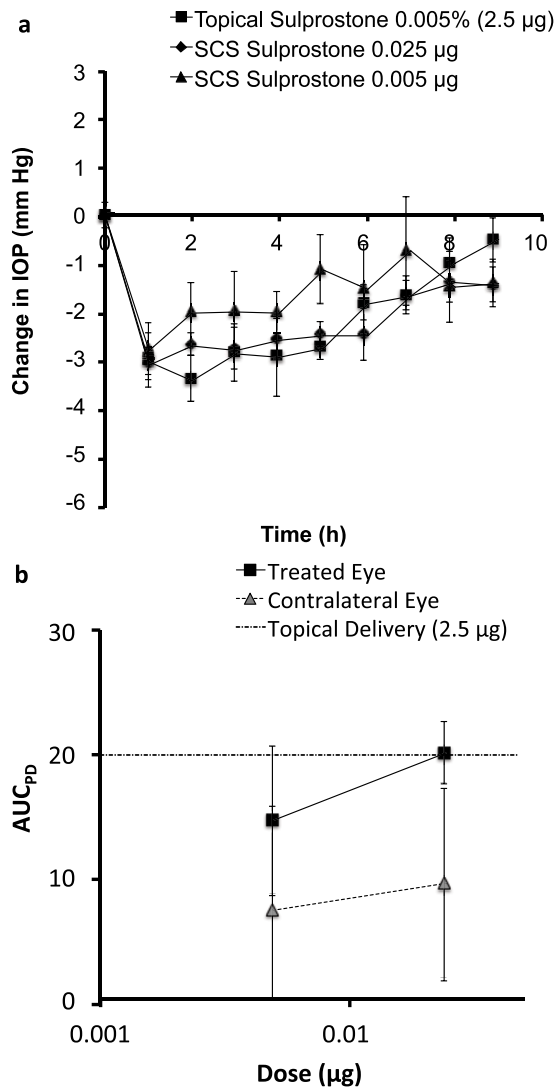 a
Topical Sulprostone 0.005% (2.5 µg)
SCS Sulprostone 0.025 µg
SCS Sulprostone 0.005 µg
Change in IOP (mm Hg)
3
2
1
0
-1
-2
-3
-4
-5
-6
0 2 4 6 8 10
Time (h)
b
Treated Eye
Contralateral Eye
Topical Delivery (2.5 µg)
AUCPD
30
20
10
0
0.001 0.01
Dose (µg)